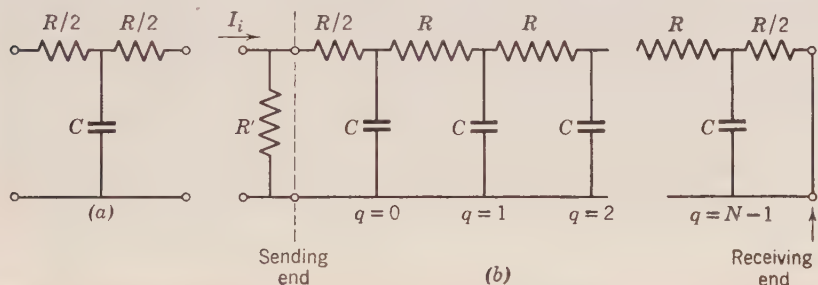 R/2 R/2
C
(a)
I_i
R/2 R R R R/2
R'
C C C C
q = 0 q = 1 q = 2 q = N-1
Sending
end
(b)
Receiving
end